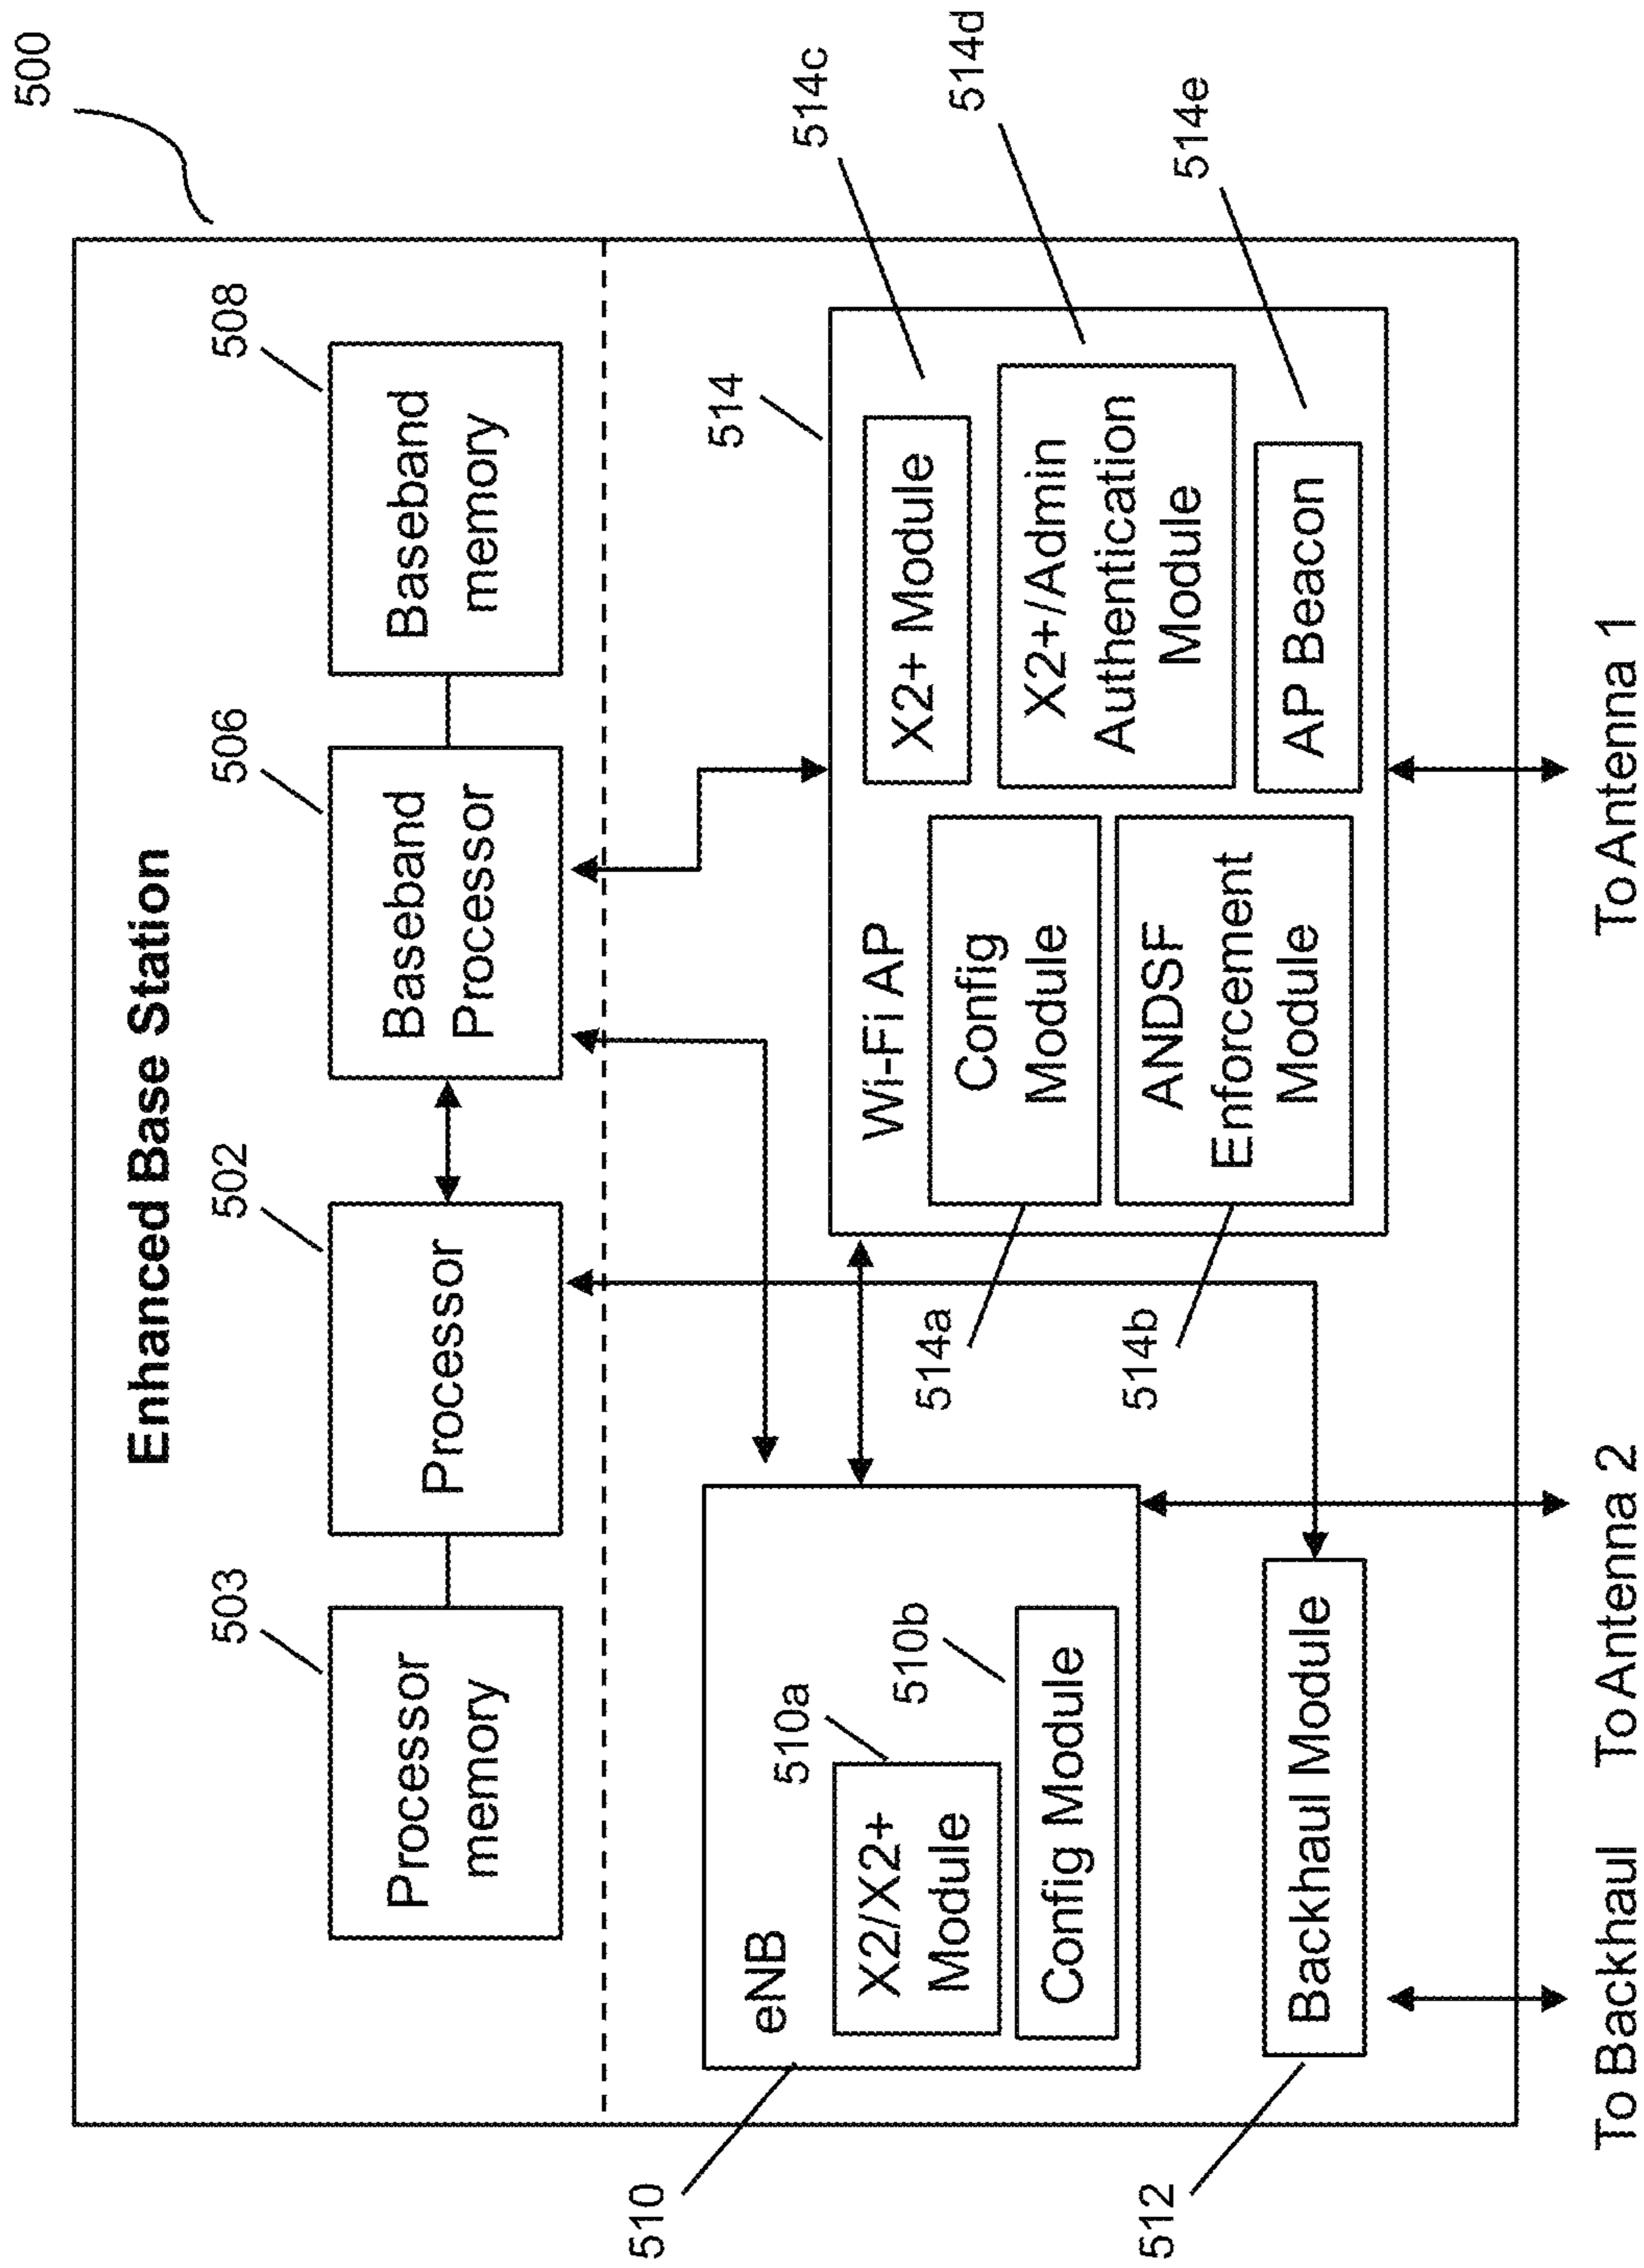 500
Enhanced Base Station
503
502
506
508
Processor
memory
Processor
Baseband
Processor
Baseband
memory
510
eNB
510a
X2/X2+
Module
510b
Config Module
512
Backhaul Module
514
Wi-Fi AP
514a
Config
Module
514b
ANDSF
Enforcement
Module
514c
X2+ Module
514d
X2+/Admin
Authentication
Module
514e
AP Beacon
To Backhaul
To Antenna 2
To Antenna 1